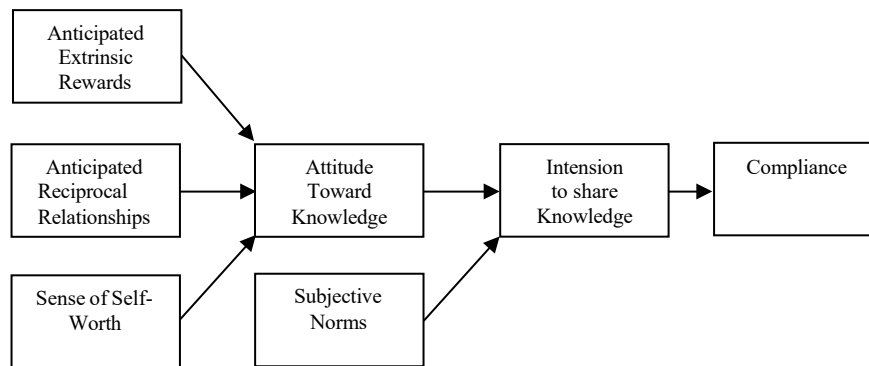 Anticipated
Extrinsic
Rewards
Anticipated
Reciprocal
Relationships
Attitude
Toward
Knowledge
Intension
to share
Knowledge
Compliance
Sense of Self-
Worth
Subjective
Norms